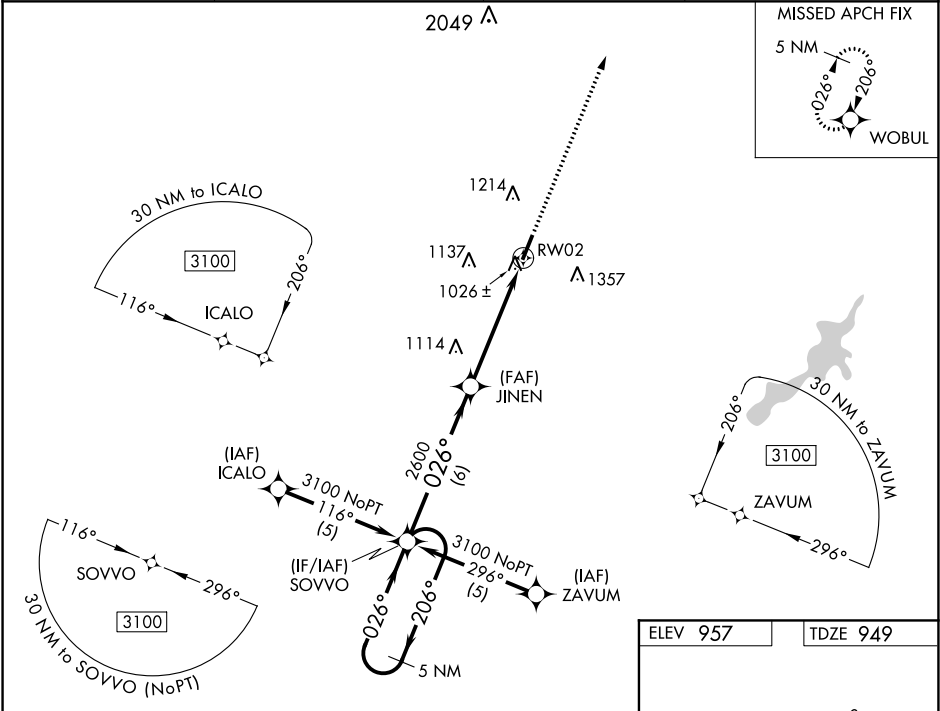 2049
MISSED APCH FIX
5 NM
026°
206°
WOBUL
30 NM to ICALO
3100
116°
206°
ICALO
1214
1137
RW02
1026 ±
1357
1114
(FAF)
JINEN
2600
026°
(6)
(IAF)
ICALO
3100 NoPT
116°
(5)
(IF/IAF)
SOVVO
3100 NoPT
296°
(5)
(IAF)
ZAVUM
026°
206°
5 NM
206°
30 NM to ZAVUM
3100
ZAVUM
296°
116°
SOVVO
296°
3100
30 NM to SOVVO (NoPT)
ELEV 957
TDZE 949